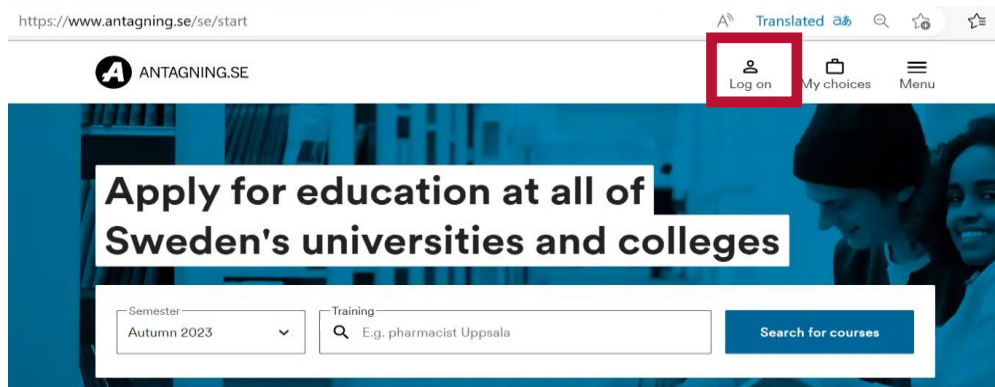 https://www.antagning.se/se/start
Translated
ANTAGNING.SE
Log on
My choices
Menu
Apply for education at all of
Sweden's universities and colleges
Semester
Training
Autumn 2023
E.g. pharmacist Uppsala
Search for courses